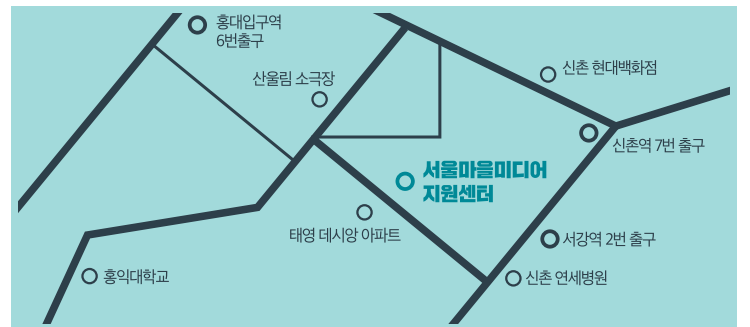 홍대입구역
6번출구
산울림 소극장
신촌 현대백화점
신촌역 7번 출구
서울마을미디어
지원센터
태영 데시앙 아파트
서강역 2번 출구
홍익대학교
신촌 연세병원